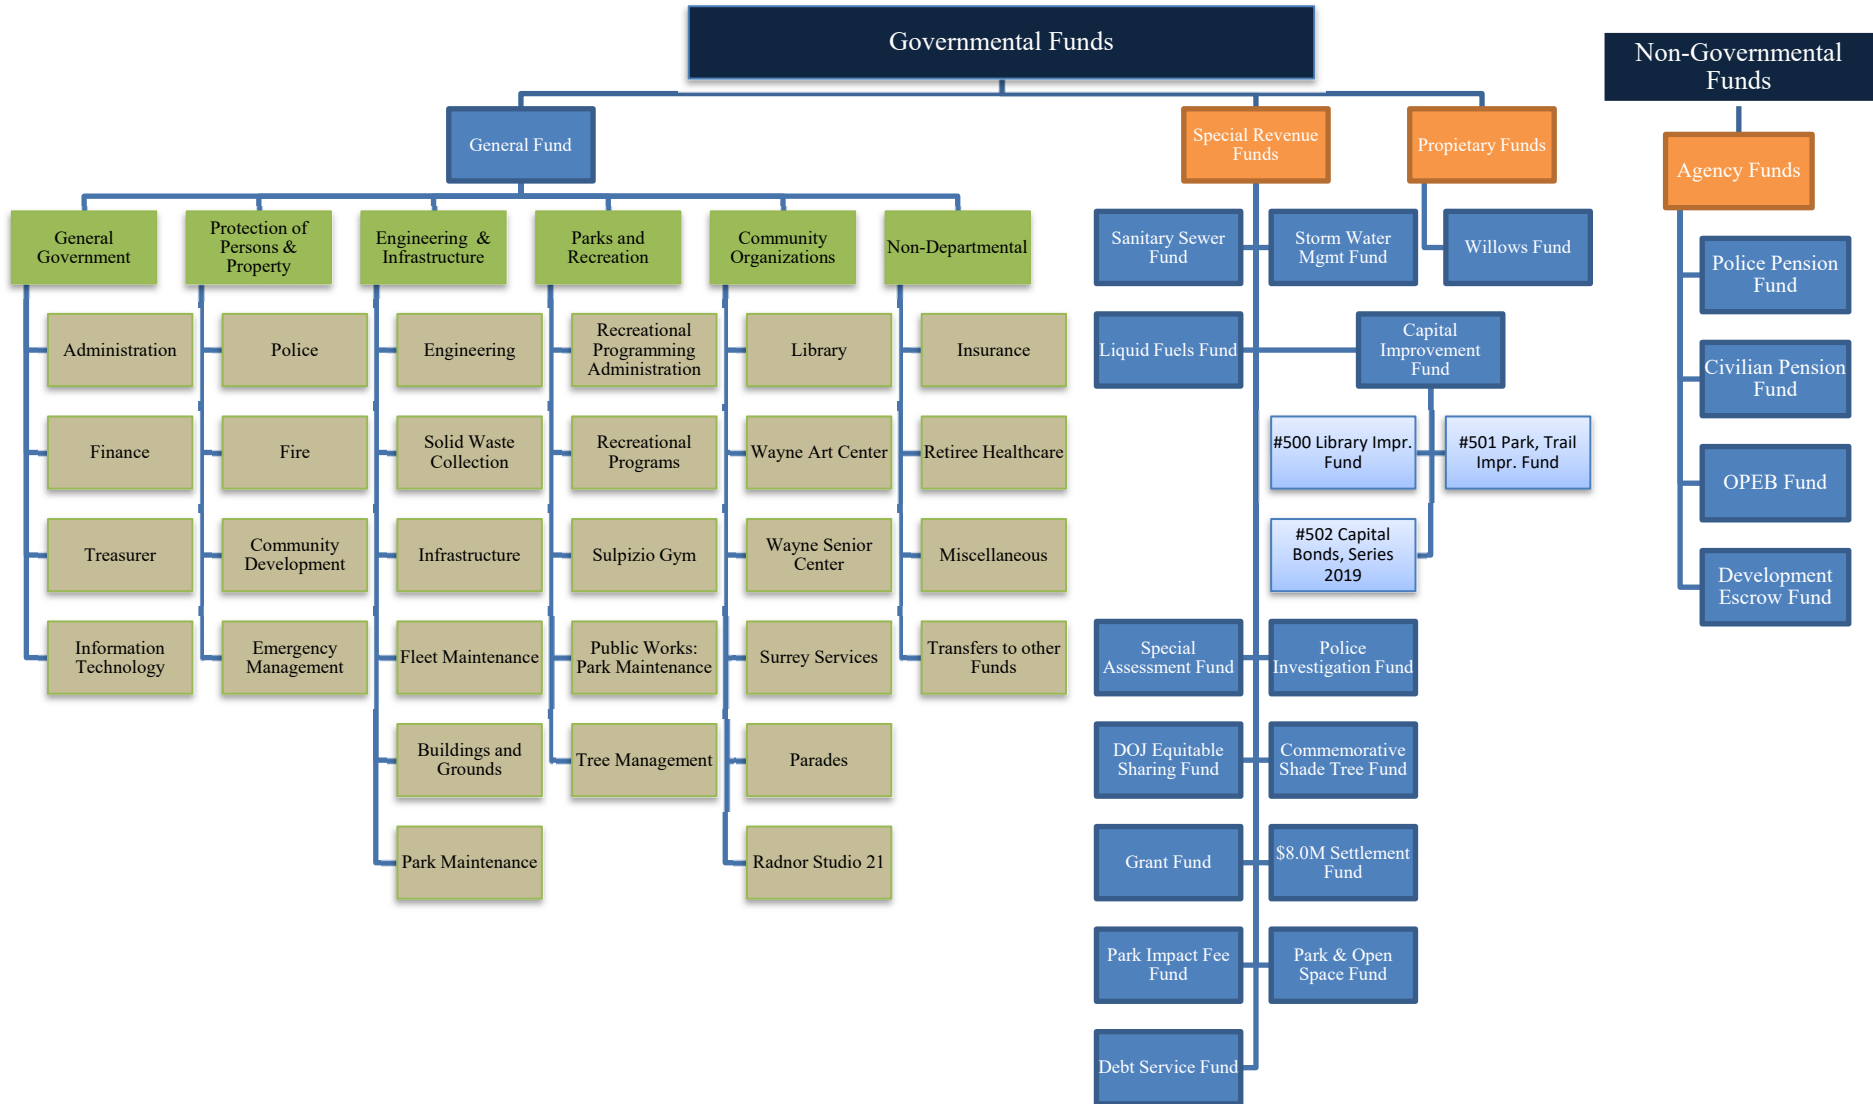 Governmental Funds
Non-Governmental
Funds
General Fund
Special Revenue
Funds
Propietary Funds
Agency Funds
General
Government
Protection of
Persons &
Property
Engineering &
Infrastructure
Parks and
Recreation
Community
Organizations
Non-Departmental
Administration
Finance
Treasurer
Information
Technology
Police
Fire
Community
Development
Emergency
Management
Engineering
Solid Waste
Collection
Infrastructure
Fleet Maintenance
Buildings and
Grounds
Park Maintenance
Recreational
Programming
Administration
Recreational
Programs
Sulpizio Gym
Public Works:
Park Maintenance
Tree Management
Library
Wayne Art Center
Wayne Senior
Center
Surrey Services
Parades
Radnor Studio 21
Insurance
Retiree Healthcare
Miscellaneous
Transfers to other
Funds
Sanitary Sewer
Fund
Storm Water
Mgmt Fund
Liquid Fuels Fund
Capital
Improvement
Fund
#500 Library Impr.
Fund
#501 Park, Trail
Impr. Fund
#502 Capital
Bonds, Series
2019
Special
Assessment Fund
Police
Investigation Fund
DOJ Equitable
Sharing Fund
Commemorative
Shade Tree Fund
Grant Fund
$8.0M Settlement
Fund
Park Impact Fee
Fund
Park & Open
Space Fund
Debt Service Fund
Willows Fund
Police Pension
Fund
Civilian Pension
Fund
OPEB Fund
Development
Escrow Fund